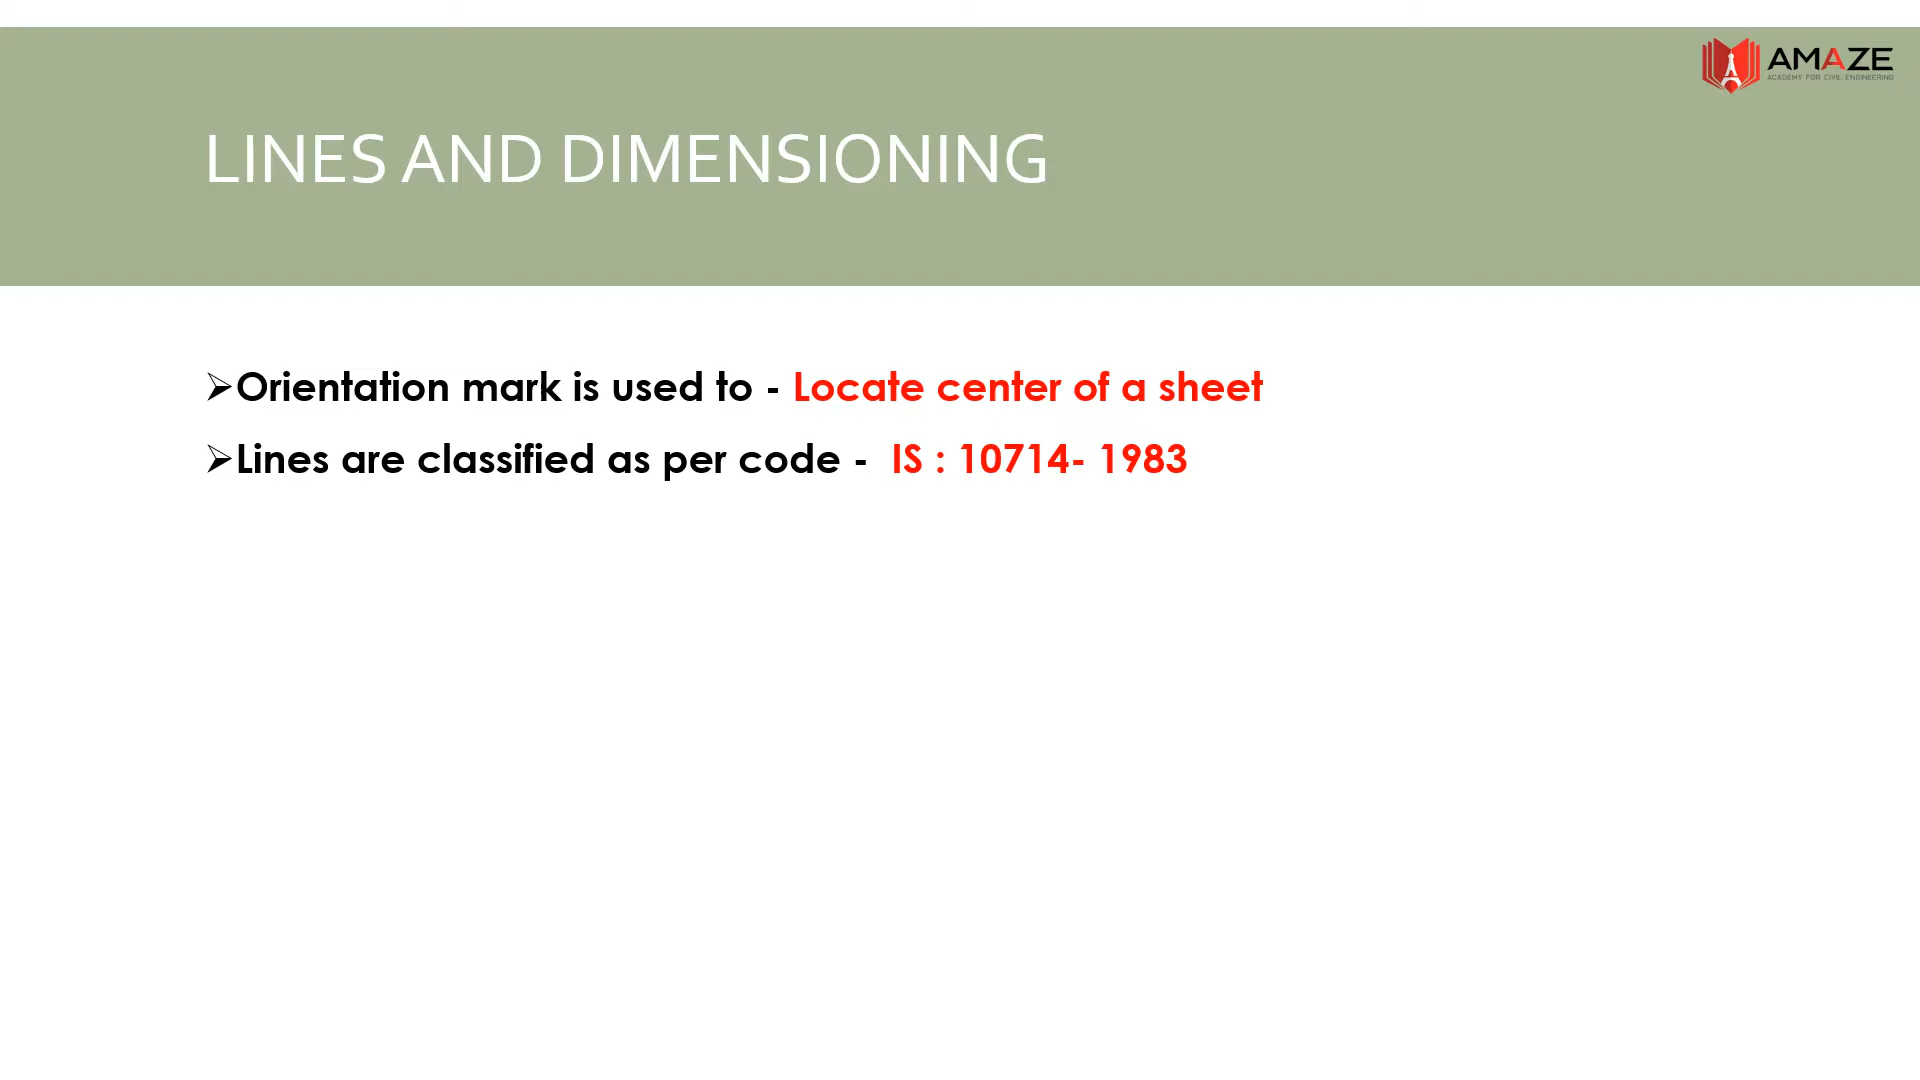 AMAZE
ACADEMY FOR CIVIL ENGINEERING
LINES AND DIMENSIONING
➢Orientation mark is used to - Locate center of a sheet
➢Lines are classified as per code - IS : 10714- 1983